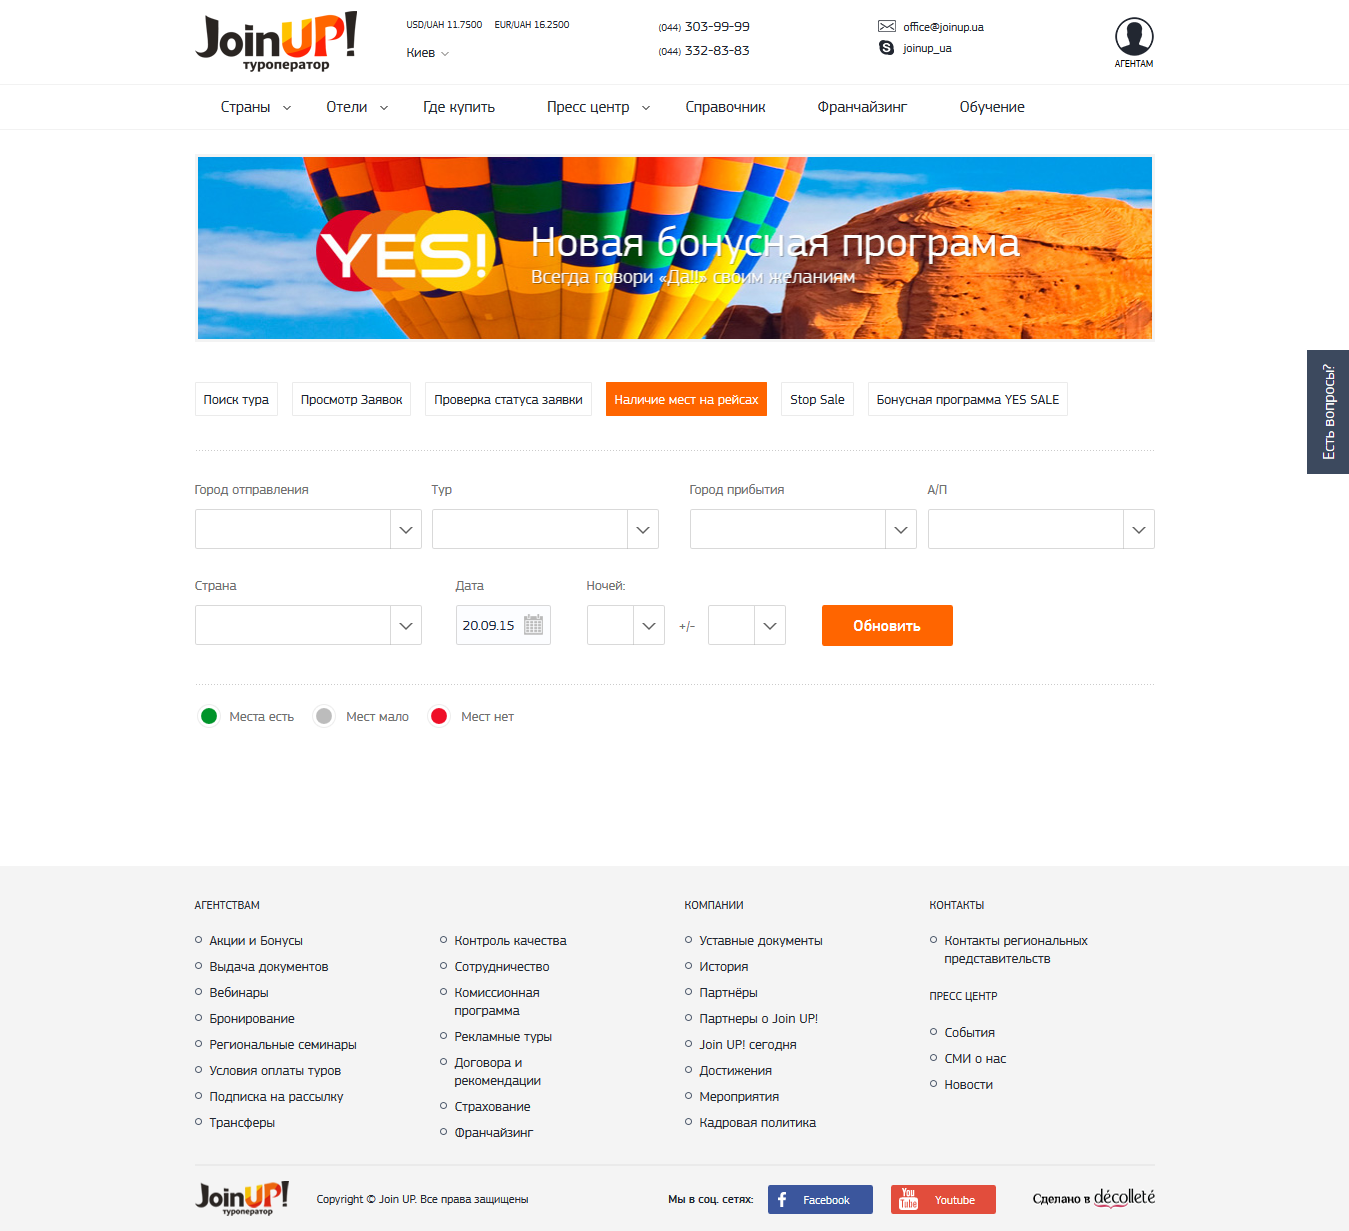 JoinUP!
туроператор
USD/UAH 11.7500 EUR/UAH 16.2500
Киев
(044) 303-99-99
(044) 332-83-83
office@joinup.ua
joinup_ua
АГЕНТАМ
Страны Отели Где купить Пресс центр Справочник Франчайзинг Обучение
YES!
Новая бонусная програма
Всегда говори «Да!!» своим желаниям
Есть вопросы?
Поиск тура Просмотр Заявок Проверка статуса заявки Наличие мест на рейсах Stop Sale Бонусная программа YES SALE
Город отправления Тур Город прибытия А/П
Страна Дата Ночей:
20.09.15 +/- Обновить
Места есть Мест мало Мест нет
АГЕНТСТВАМ
Акции и Бонусы
Выдача документов
Вебинары
Бронирование
Региональные семинары
Условия оплаты туров
Подписка на рассылку
Трансферы
Контроль качества
Сотрудничество
Комиссионная
программа
Рекламные туры
Договора и
рекомендации
Страхование
Франчайзинг
КОМПАНИИ
Уставные документы
История
Партнёры
Партнеры о Join UP!
Join UP! сегодня
Достижения
Мероприятия
Кадровая политика
КОНТАКТЫ
Контакты региональных
представительств
ПРЕСС ЦЕНТР
События
СМИ о нас
Новости
JoinUP!
туроператор
Copyright © Join UP. Все права защищены
Мы в соц. сетях:
Facebook
You
Tube
Youtube
Сделано в décolleté